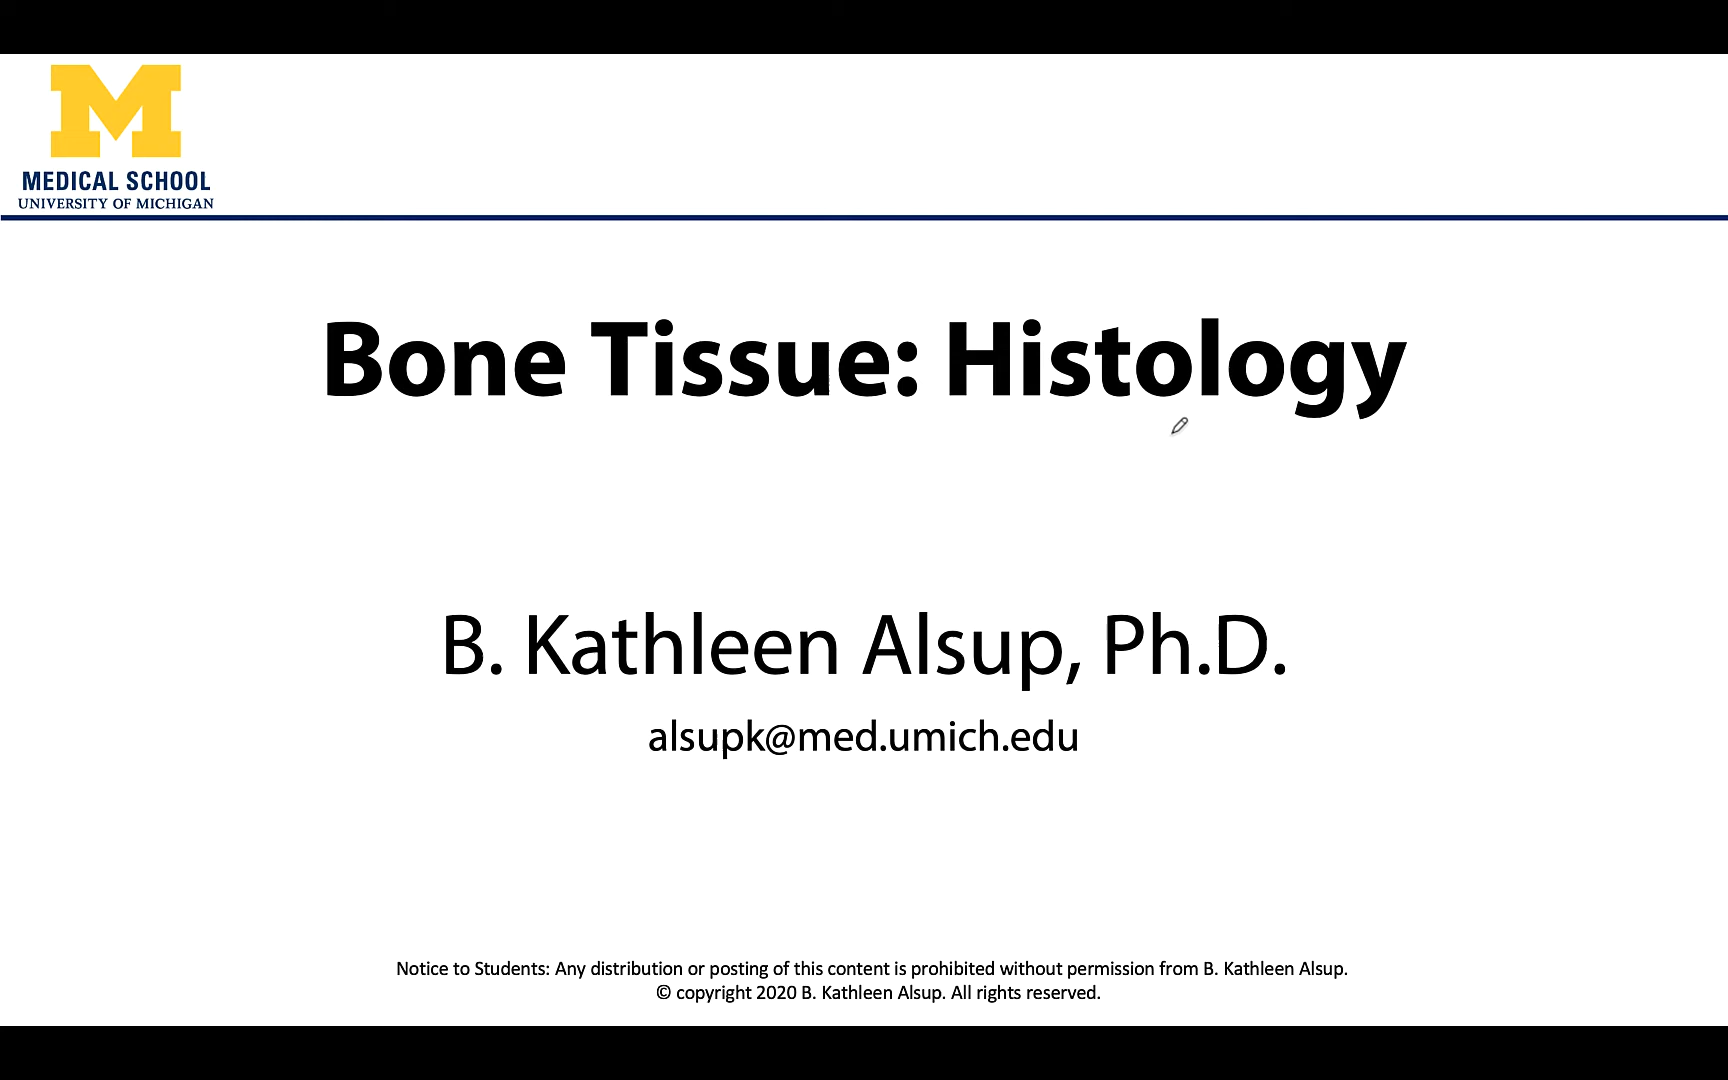 M
MEDICAL SCHOOL
UNIVERSITY OF MICHIGAN
Bone Tissue: Histology
B. Kathleen Alsup, Ph.D.
alsupk@med.umich.edu
Notice to Students: Any distribution or posting of this content is prohibited without permission from B. Kathleen Alsup.
© copyright 2020 B. Kathleen Alsup. All rights reserved.